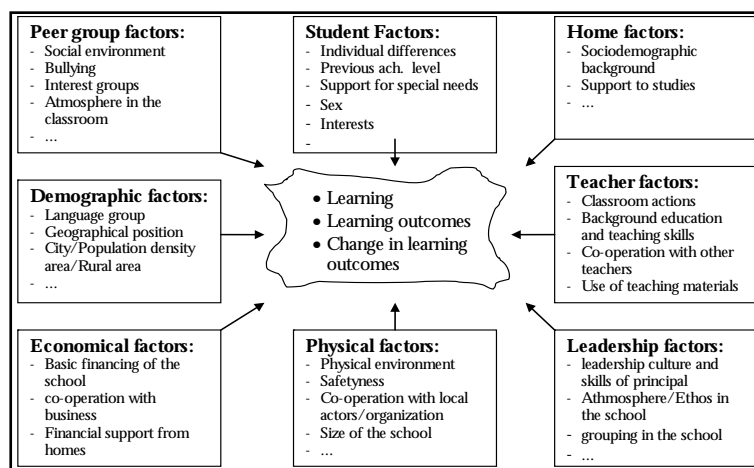 Peer group factors:
- Social environment
- Bullying
- Interest groups
- Atmosphere in the
classroom
- ...
Student Factors:
- Individual differences
- Previous ach. level
- Support for special needs
- Sex
- Interests
-
Home factors:
- Sociodemographic
background
- Support to studies
- ...
Demographic factors:
- Language group
- Geographical position
- City/Population density
area/Rural area
- ...
• Learning
• Learning outcomes
• Change in learning
outcomes
Teacher factors:
- Classroom actions
- Background education
and teaching skills
- Co-operation with other
teachers
- Use of teaching materials
Economical factors:
- Basic financing of the
school
- co-operation with
business
- Financial support from
homes
Physical factors:
- Physical environment
- Safetyness
- Co-operation with local
actors/organization
- Size of the school
- ...
Leadership factors:
- leadership culture and
skills of principal
- Athmosphere/Ethos in
the school
- grouping in the school
- ...